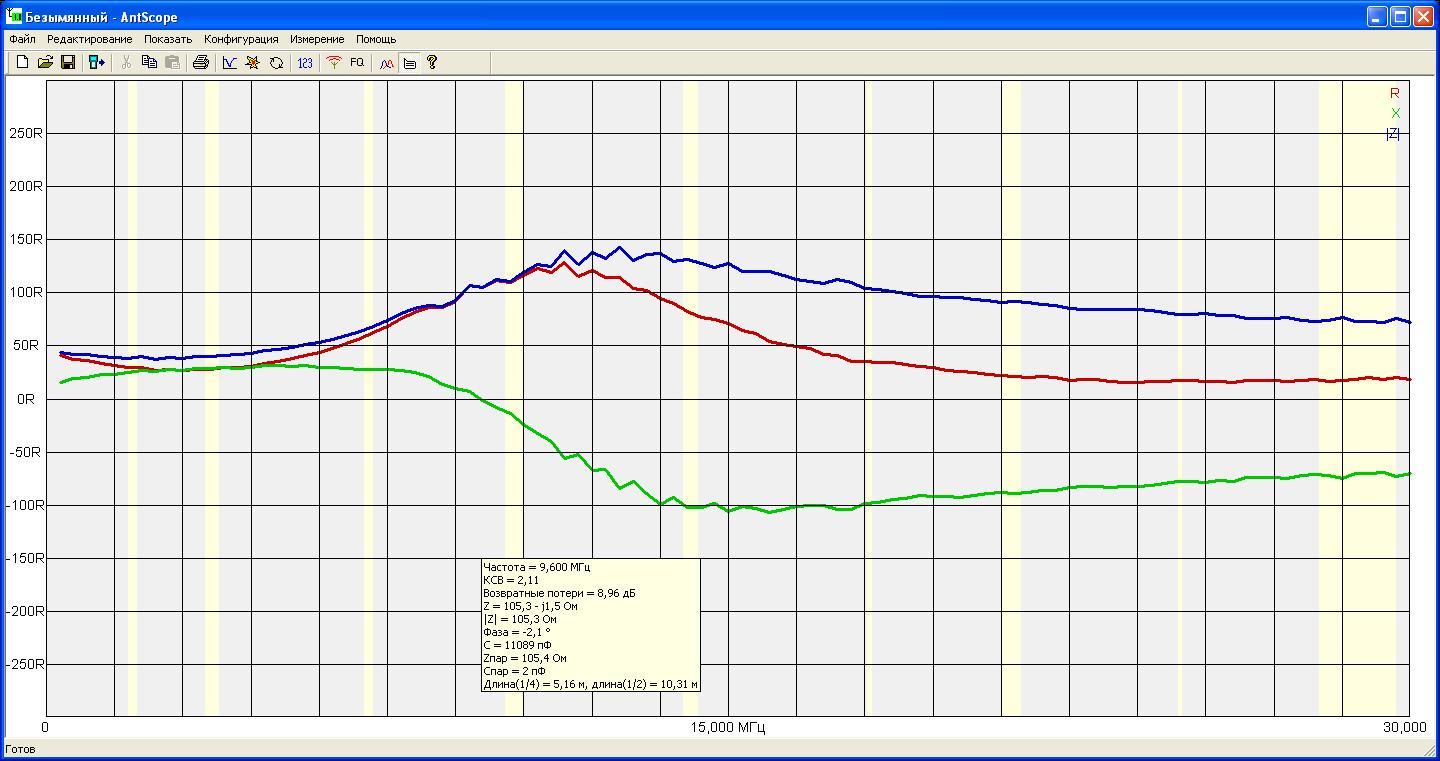 Безымянный - AntScope
Файл Редактирование Показать Конфигурация Измерение Помощь
123 FQ ?
R
X
|Z|
250R
200R
150R
100R
50R
0R
-50R
-100R
-150R
-200R
-250R
Частота = 9,600 МГц
КСВ = 2,11
Возвратные потери = 8,96 дБ
Z = 105,3 - j1,5 Ом
|Z| = 105,3 Ом
Фаза = -2,1 °
C = 11089 пФ
Zпар = 105,4 Ом
Cпар = 2 пФ
Длина(1/4) = 5,16 м, длина(1/2) = 10,31 м
0 15,000 МГц 30,000
Готов